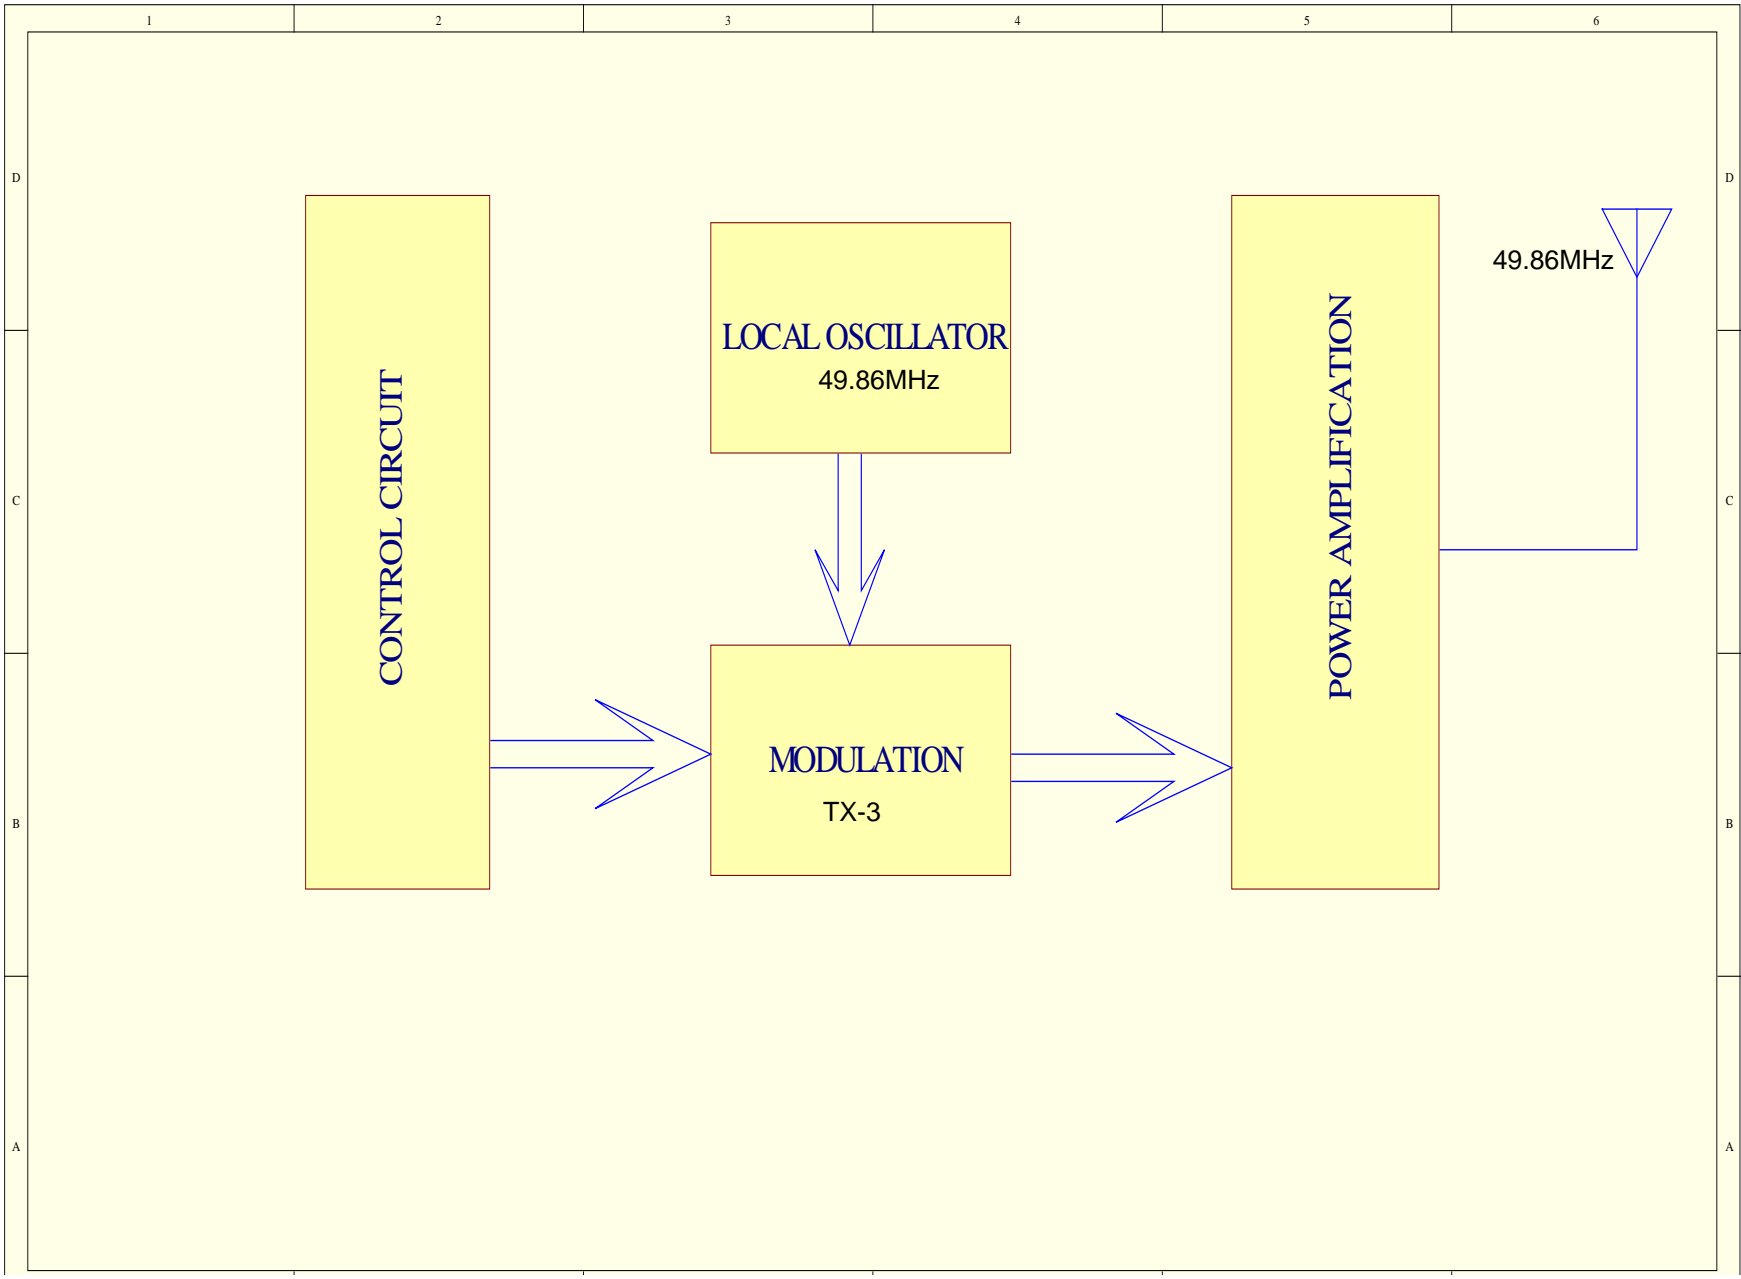 1 2 3 4 5 6
D D
49.86MHz
LOCAL OSCILLATOR
49.86MHz
CONTROL CIRCUIT
POWER AMPLIFICATION
C C
MODULATION
TX-3
B B
A A